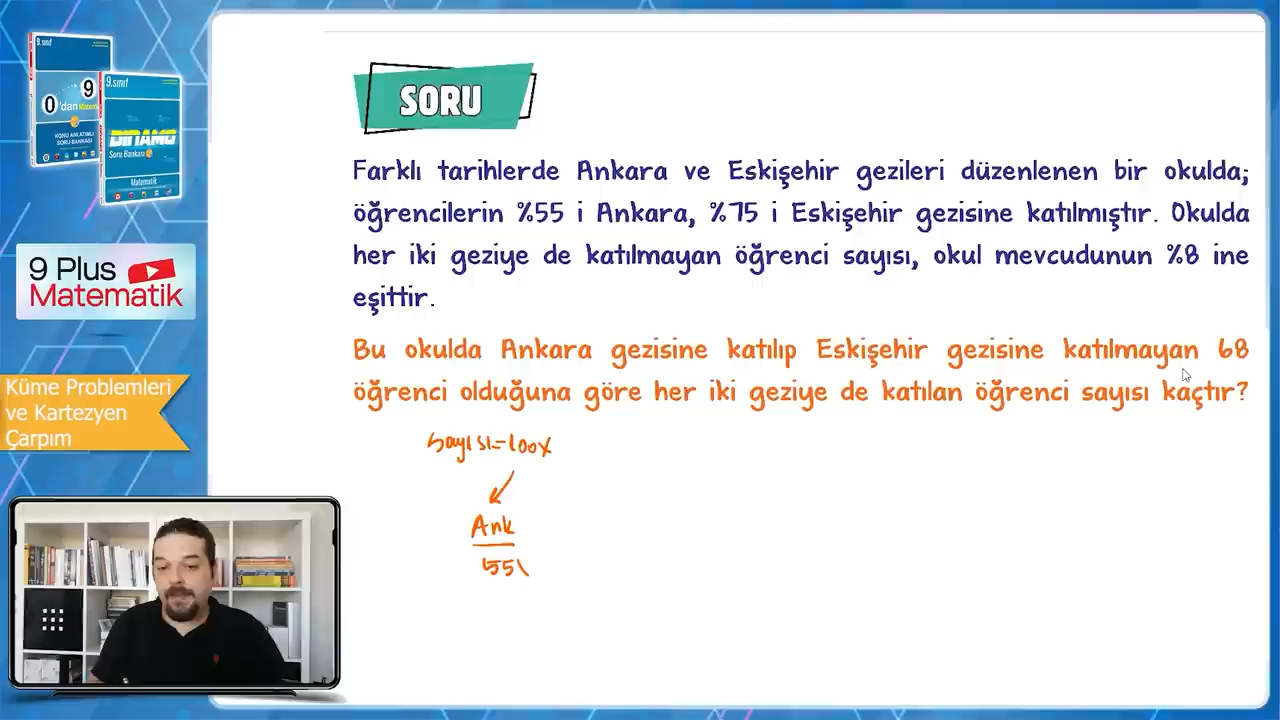 9.sınıf
9.sınıf
0'dan 9
KONU ANLATIMLI
SORU BANKASI
DİNAMO
Soru Bankası
Matematik
9 Plus
Matematik
Küme Problemleri
ve Kartezyen
Çarpım
SORU
Farklı tarihlerde Ankara ve Eskişehir gezileri düzenlenen bir okulda;
öğrencilerin %55 i Ankara, %75 i Eskişehir gezisine katılmıştır. Okulda
her iki geziye de katılmayan öğrenci sayısı, okul mevcudunun %8 ine
eşittir.
Bu okulda Ankara gezisine katılıp Eskişehir gezisine katılmayan 68
öğrenci olduğuna göre her iki geziye de katılan öğrenci sayısı kaçtır?
Sayısı=100x
Ank
55